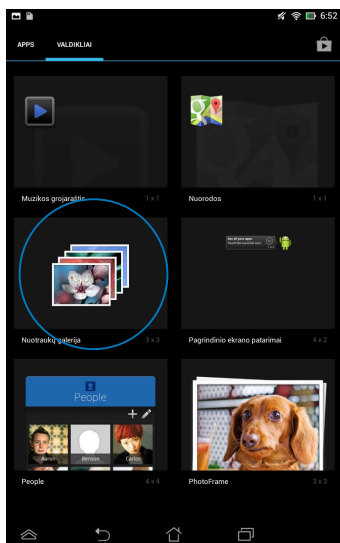 6:52
APPS VALDIKLIAI
Muzikos grojaraštis 1 x 1
Nuorodos 1 x 1
Nuotraukų galerija 3 x 3
Pagrindinio ekrano patarimai 4 x 2
People
Aaron Benton Carlos
People 4 x 4
PhotoFrame 3 x 3